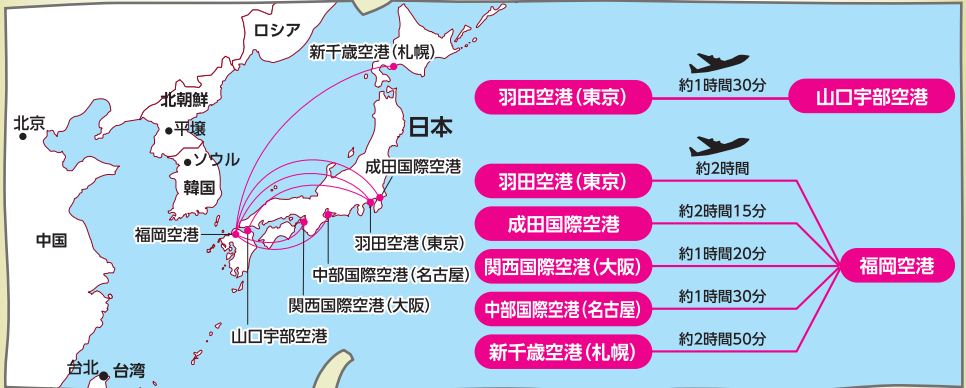 ロシア
新千歳空港(札幌)
北朝鮮
北京
平壌
日本
ソウル
成田国際空港
韓国
福岡空港
中国
羽田空港(東京)
中部国際空港(名古屋)
関西国際空港(大阪)
山口宇部空港
台北
台湾
羽田空港(東京)
約1時間30分
山口宇部空港
羽田空港(東京)
約2時間
成田国際空港
約2時間15分
関西国際空港(大阪)
約1時間20分
福岡空港
中部国際空港(名古屋)
約1時間30分
新千歳空港(札幌)
約2時間50分